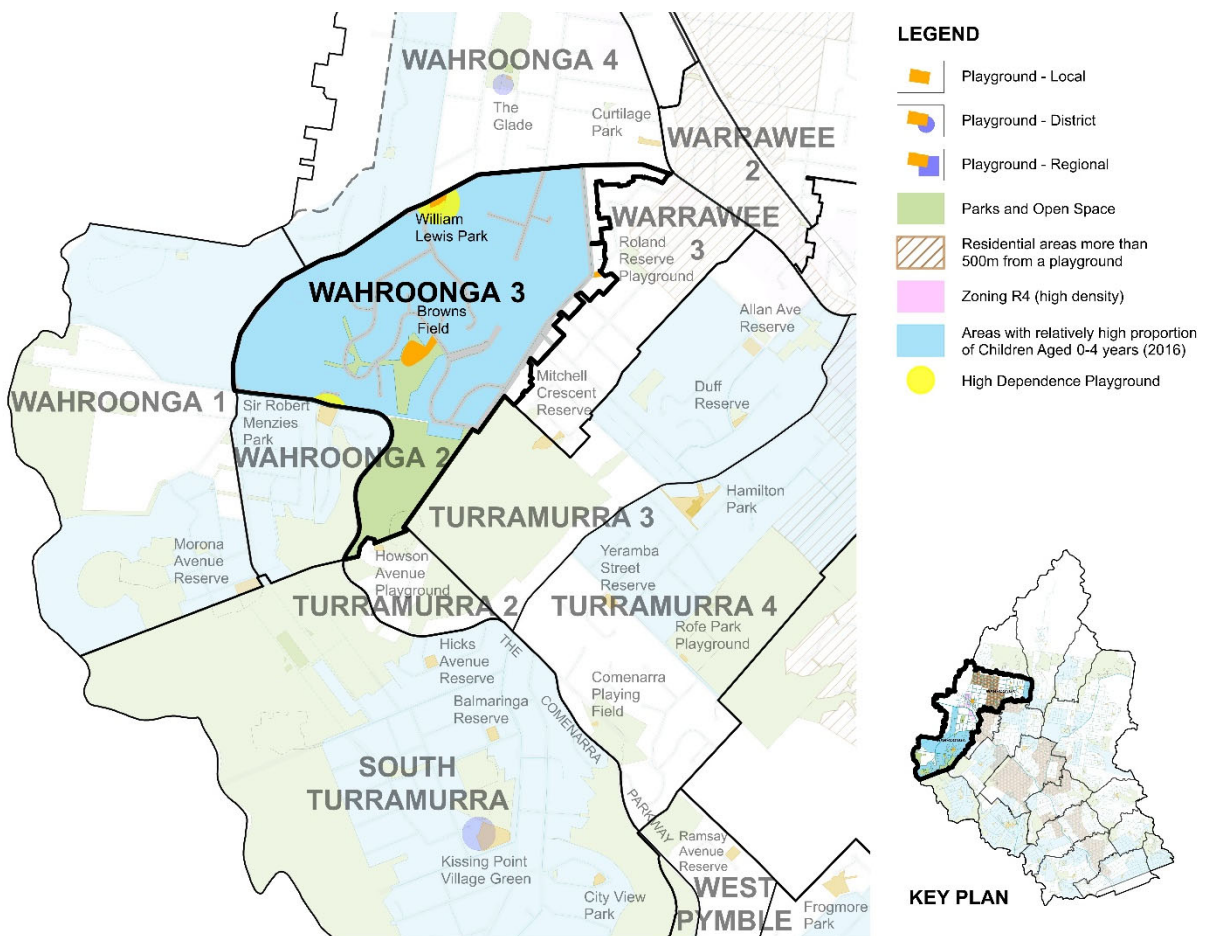 WAHROONGA 4
The
Glade
Curtilage
Park
WARRAWEE
2
William
Lewis Park
WARRAWEE
3
Roland
Reserve
Playground
WAHROONGA 3
Browns
Field
Allan Ave
Reserve
Mitchell
Crescent
Reserve
Duff
Reserve
WAHROONGA 1
Sir Robert
Menzies
Park
WAHROONGA 2
Hamilton
Park
TURRAMURRA 3
Morona
Avenue
Reserve
Howson
Avenue
Playground
Yeramba
Street
Reserve
TURRAMURRA 2
TURRAMURRA 4
Rofe Park
Playground
Hicks
Avenue
Reserve
THE
COMENARRA
PARKWAY
Balmaringa
Reserve
Comenarra
Playing
Field
SOUTH
TURRAMURRA
Kissing Point
Village Green
City View
Park
Ramsay
Avenue
Reserve
WEST
PYMBLE
Frogmore
Park
LEGEND
Playground - Local
Playground - District
Playground - Regional
Parks and Open Space
Residential areas more than
500m from a playground
Zoning R4 (high density)
Areas with relatively high proportion
of Children Aged 0-4 years (2016)
High Dependence Playground
KEY PLAN